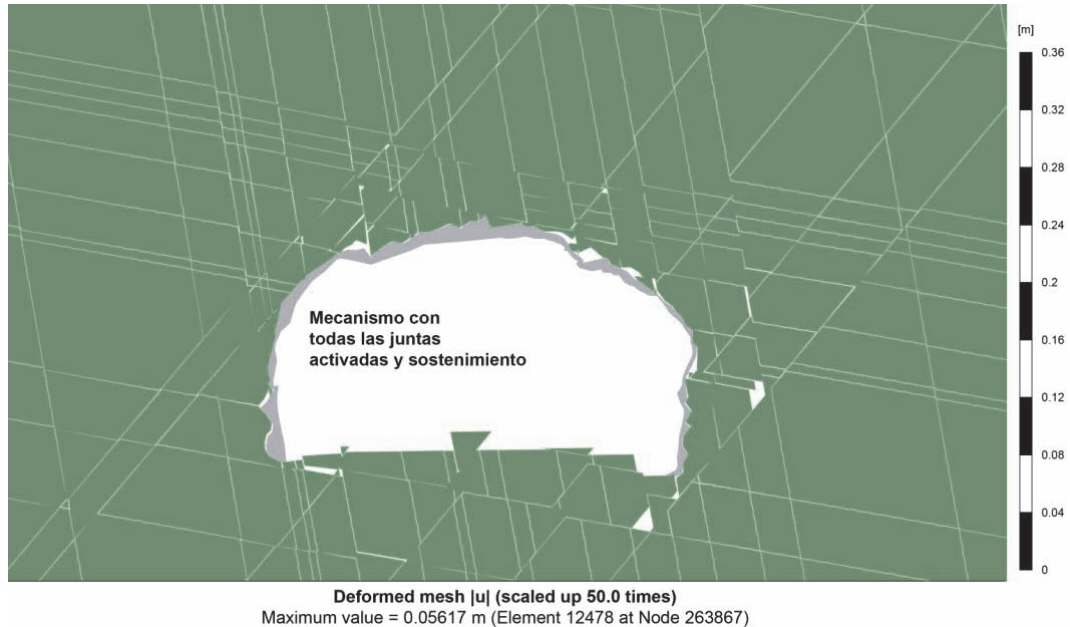 [m]
0.36
0.32
0.28
0.24
0.2
0.16
0.12
0.08
0.04
0
Mecanismo con
todas las juntas
activadas y sostenimiento
Deformed mesh |u| (scaled up 50.0 times)
Maximum value = 0.05617 m (Element 12478 at Node 263867)